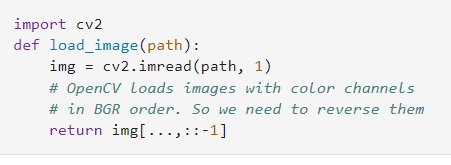 import cv2
def load_image(path):
    img = cv2.imread(path, 1)
    # OpenCV loads images with color channels
    # in BGR order. So we need to reverse them
    return img[...,::-1]